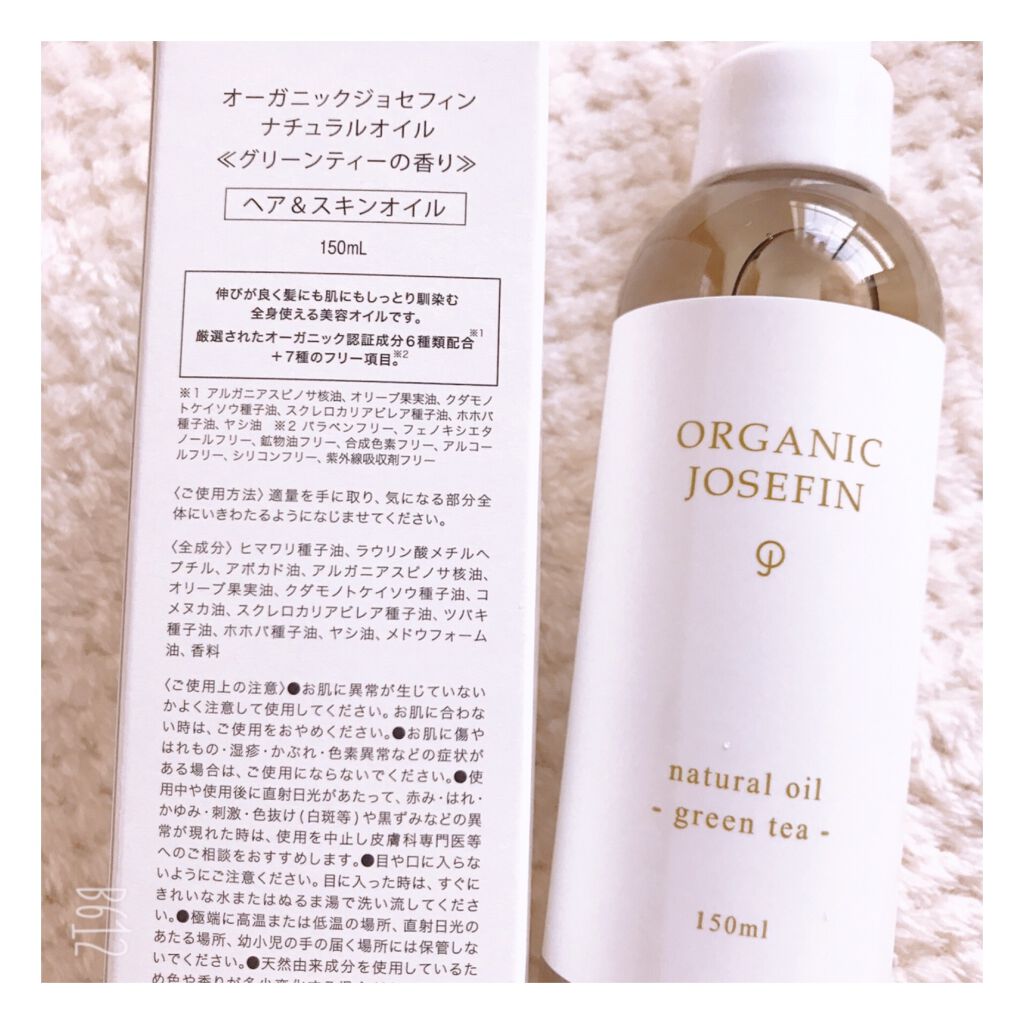 オーガニックジョセフィン
ナチュラルオイル
≪グリーンティーの香り≫
ヘア＆スキンオイル
150mL
伸びが良く髪にも肌にもしっとり馴染む
全身使える美容オイルです。
厳選されたオーガニック認証成分6種類配合※1
＋7種のフリー項目。※2
※1 アルガニアスピノサ核油、オリーブ果実油、クダモノ
トケイソウ種子油、スクレロカリアビレア種子油、ホホバ
種子油、ヤシ油　※2 パラベンフリー、フェノキシエタ
ノールフリー、鉱物油フリー、合成色素フリー、アルコー
ルフリー、シリコンフリー、紫外線吸収剤フリー
〈ご使用方法〉適量を手に取り、気になる部分全
体にいきわたるようになじませてください。
〈全成分〉ヒマワリ種子油、ラウリン酸メチルヘ
プチル、アボカド油、アルガニアスピノサ核油、
オリーブ果実油、クダモノトケイソウ種子油、コ
メヌカ油、スクレロカリアビレア種子油、ツバキ
種子油、ホホバ種子油、ヤシ油、メドウフォーム
油、香料
〈ご使用上の注意〉●お肌に異常が生じていない
かよく注意して使用してください。お肌に合わな
い時は、ご使用をおやめください。●お肌に傷や
はれもの・湿疹・かぶれ・色素異常などの症状が
ある場合は、ご使用にならないでください。●使
用中や使用後に直射日光があたって、赤み・はれ・
かゆみ・刺激・色抜け(白斑等)や黒ずみなどの異
常が現れた時は、使用を中止し皮膚科専門医等
へのご相談をおすすめします。●目や口に入らな
いようにご注意ください。目に入った時は、すぐに
きれいな水またはぬるま湯で洗い流してくださ
い。●極端に高温または低温の場所、直射日光の
あたる場所、幼小児の手の届く場所には保管しな
いでください。●天然由来成分を使用しているた
め色や香りが多少変化する場合
ORGANIC
JOSEFIN
natural oil
- green tea -
150ml
B612